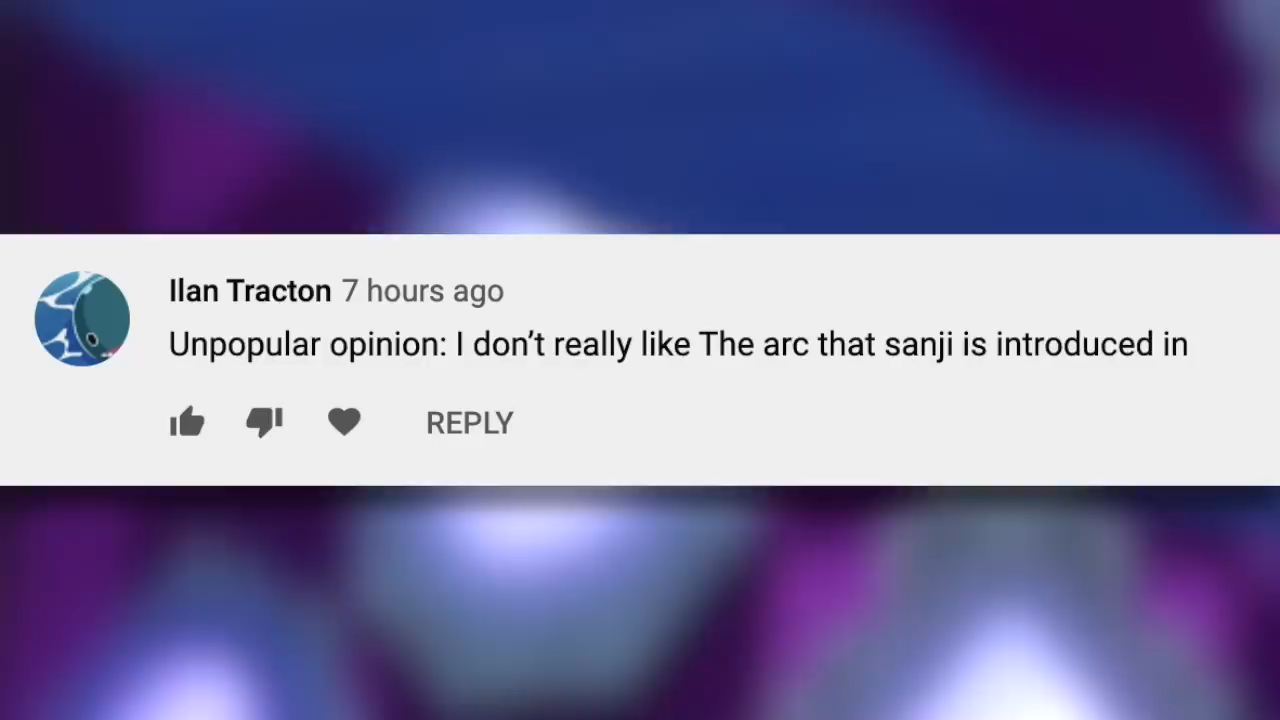 Ilan Tracton 7 hours ago
Unpopular opinion: I don’t really like The arc that sanji is introduced in
REPLY